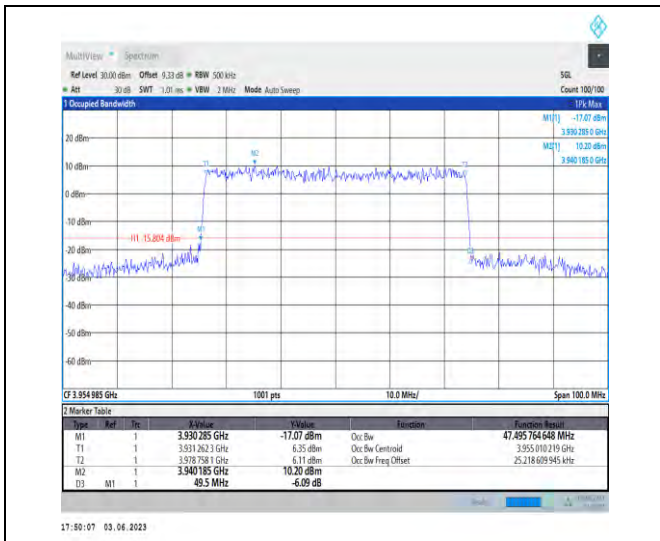 MultiView Spectrum
Ref Level 30.00 dBm Offset 9.33 dB RBW 500 kHz SGL
Att 30 dB SWT 1.01 ms VBW 2 MHz Mode Auto Sweep Count 100/100
1 Occupied Bandwidth 1Pk Max
M1[1] -17.07 dBm
3.930 285 0 GHz
M2[1] 10.20 dBm
3.940 185 0 GHz
20 dBm
M2
10 dBm
T1
0 dBm
-10 dBm
M1
H1 15.804 dBm
-20 dBm
-30 dBm
-40 dBm
-50 dBm
-60 dBm
CF 3.954 985 GHz 1001 pts 10.0 MHz/ Span 100.0 MHz
2 Marker Table
Type Ref Trc X-Value Y-Value Function Function Result
M1 1 3.930 285 GHz -17.07 dBm Occ Bw 47.495 764 648 MHz
T1 1 3.931 262 3 GHz 6.35 dBm Occ Bw Centroid 3.955 010 219 GHz
T2 1 3.978 758 1 GHz 6.11 dBm Occ Bw Freq Offset 25.218 609 945 kHz
M2 1 3.940 185 GHz 10.20 dBm
D3 M1 1 49.5 MHz -6.09 dB
17:50:07 03.06.2023